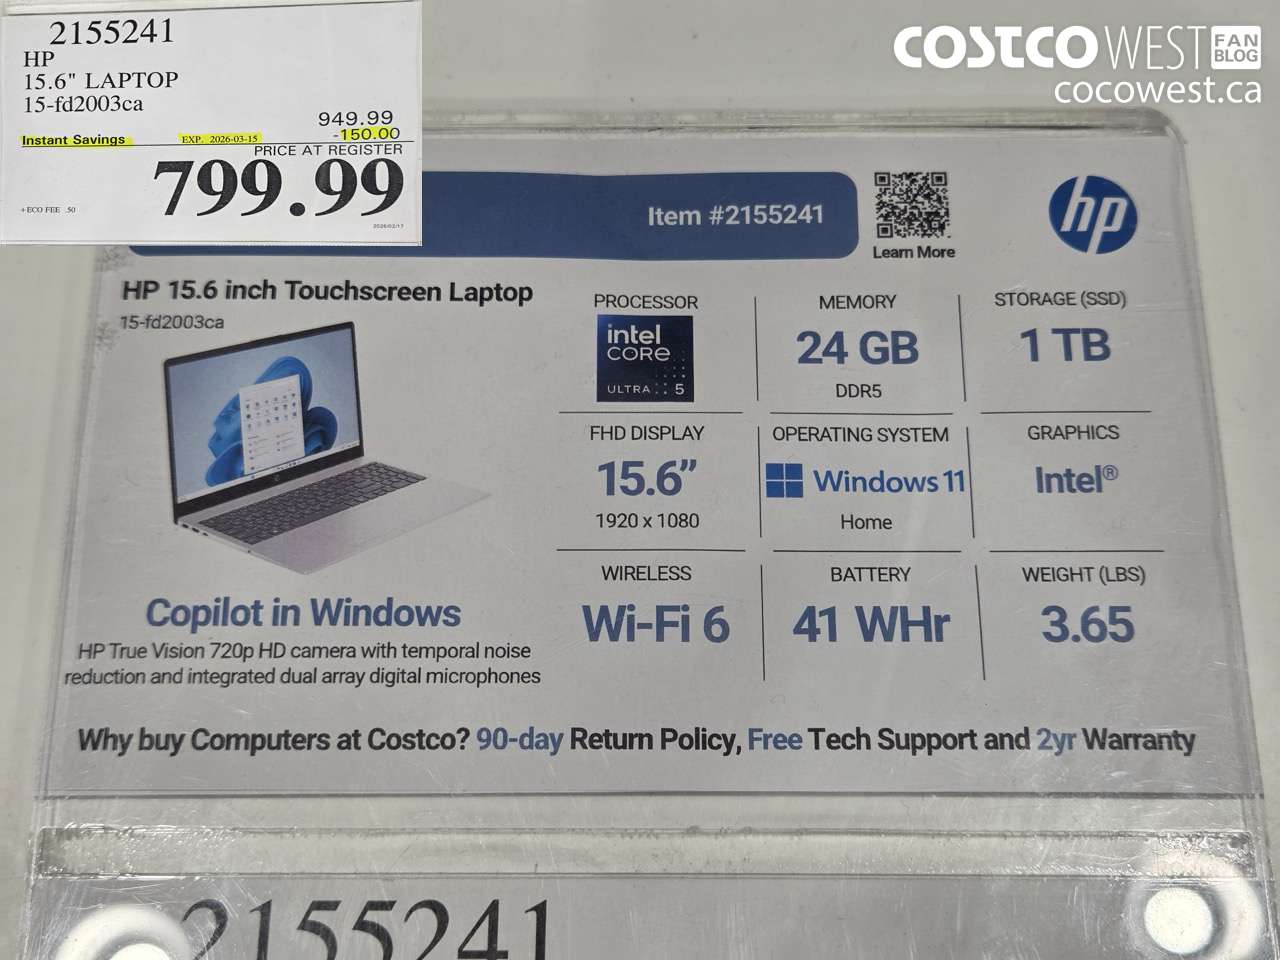 2155241
HP
15.6" LAPTOP
15-fd2003ca
949.99
Instant Savings EXP. 2026-03-15 -150.00
PRICE AT REGISTER
799.99
+ECO FEE .50
2026/02/17
COSTCO WEST FAN BLOG
cocowest.ca
Item #2155241
Learn More
hp
HP 15.6 inch Touchscreen Laptop
15-fd2003ca
PROCESSOR
intel
CORE
ULTRA 5
MEMORY
24 GB
DDR5
STORAGE (SSD)
1 TB
FHD DISPLAY
15.6”
1920 x 1080
OPERATING SYSTEM
Windows 11
Home
GRAPHICS
Intel®
WIRELESS
Wi-Fi 6
BATTERY
41 WHr
WEIGHT (LBS)
3.65
Copilot in Windows
HP True Vision 720p HD camera with temporal noise
reduction and integrated dual array digital microphones
Why buy Computers at Costco? 90-day Return Policy, Free Tech Support and 2yr Warranty
2155241